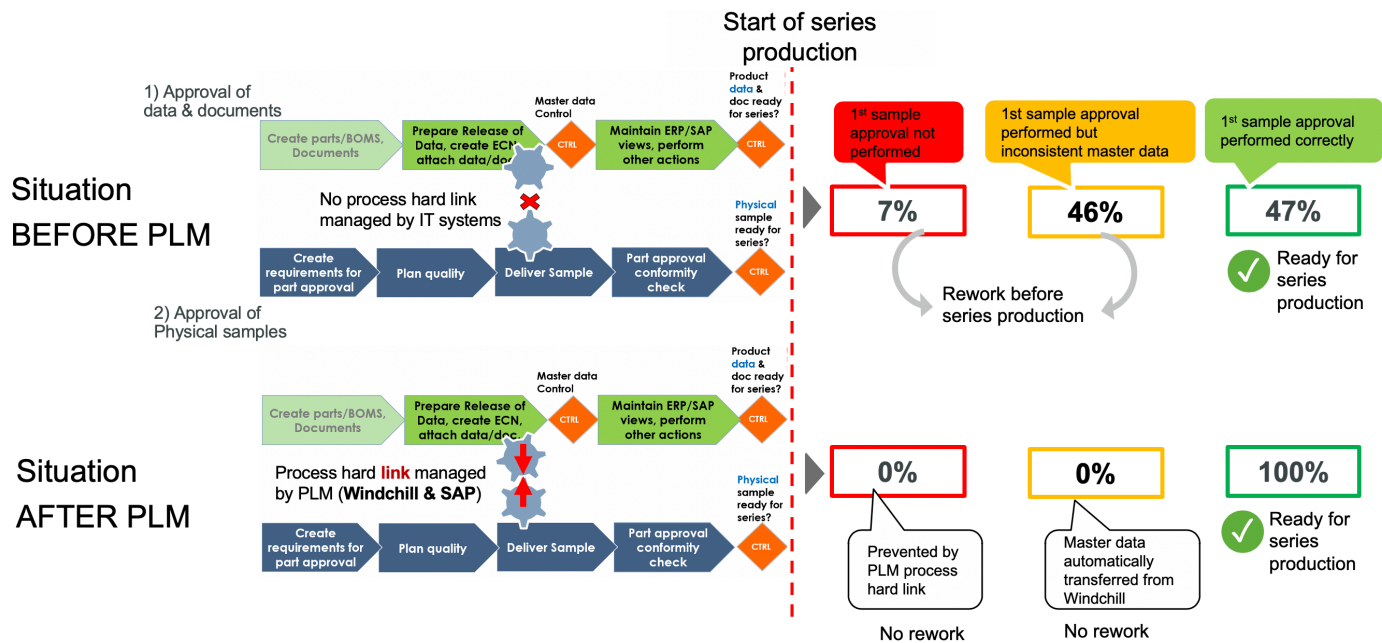 Start of series
production
1) Approval of
data & documents
Create parts/BOMS,
Documents
Prepare Release of
Data, create ECN,
attach data/doc.
Master data
Control
CTRL
Maintain ERP/SAP
views, perform
other actions
Product
data &
doc ready
for series?
CTRL
1st sample
approval not
performed
1st sample approval
performed but
inconsistent master data
1st sample approval
performed correctly
Situation
BEFORE PLM
No process hard link
managed by IT systems
7%
46%
47%
Physical
sample
ready for
series?
Create
requirements for
part approval
Plan quality
Deliver Sample
Part approval
conformity
check
CTRL
Rework before
series production
Ready for
series
production
2) Approval of
Physical samples
Create parts/BOMS,
Documents
Prepare Release of
Data, create ECN,
attach data/doc.
Master data
Control
CTRL
Maintain ERP/SAP
views, perform
other actions
Product
data &
doc ready
for series?
CTRL
Situation
AFTER PLM
Process hard link managed
by PLM (Windchill & SAP)
0%
0%
100%
Physical
sample
ready for
series?
Create
requirements for
part approval
Plan quality
Deliver Sample
Part approval
conformity
check
CTRL
Prevented by
PLM process
hard link
Master data
automatically
transferred from
Windchill
Ready for
series
production
No rework
No rework